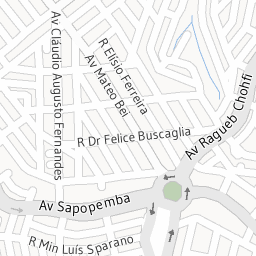 Av Cláudio Augusto Fernandes
R Elísio Ferreira
Av Mateo Bei
Av Ragueb Chohfi
R Dr Felice Buscaglia
Av Sapopemba
R Min Luís Sparano